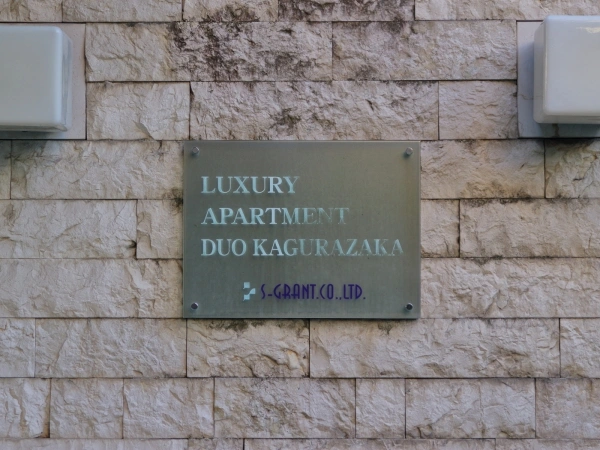 LUXURY
APARTMENT
DUO KAGURAZAKA
S-GRANT.CO.,LTD.